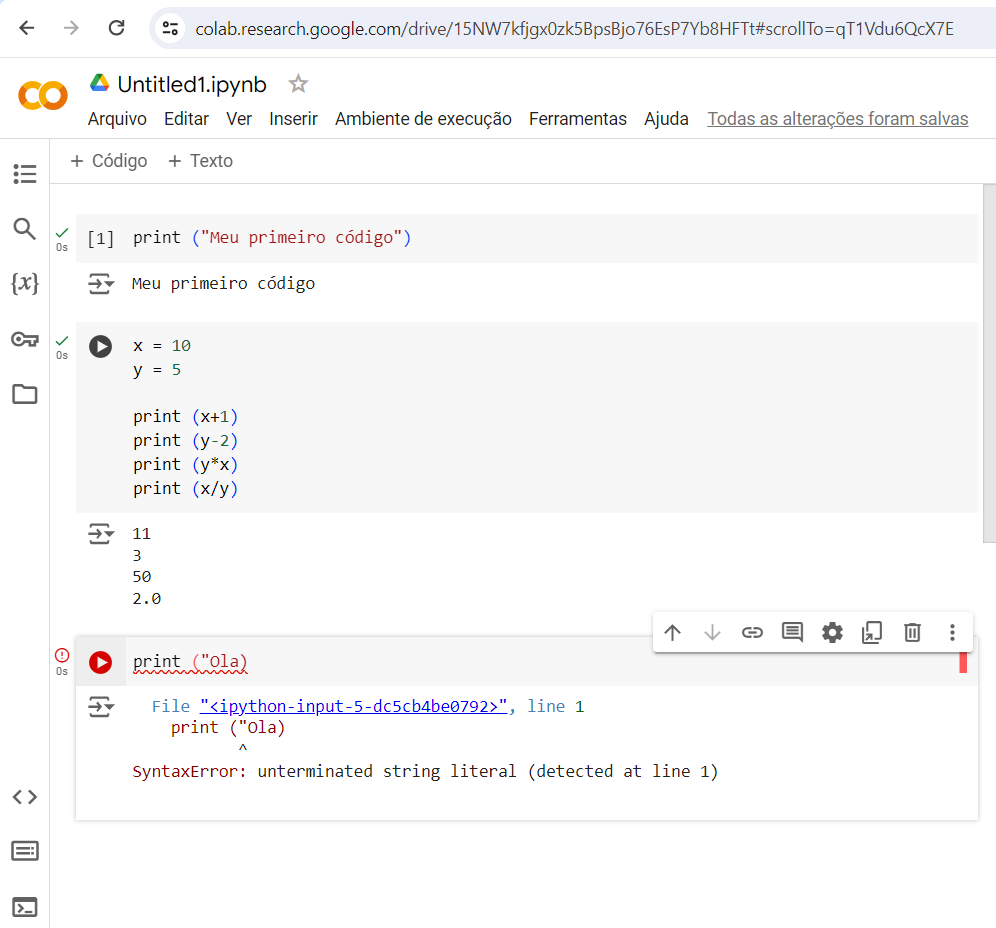 colab.research.google.com/drive/15NW7kfjgx0zk5BpsBjo76EsP7Yb8HFTt#scrollTo=qT1Vdu6QcX7E
Untitled1.ipynb
Arquivo Editar Ver Inserir Ambiente de execução Ferramentas Ajuda Todas as alterações foram salvas
+ Código + Texto
[1] print ("Meu primeiro código")
0s
Meu primeiro código
x = 10
0s
y = 5
print (x+1)
print (y-2)
print (y*x)
print (x/y)
11
3
50
2.0
print ("Ola)
0s
File "<ipython-input-5-dc5cb4be0792>", line 1
print ("Ola)
^
SyntaxError: unterminated string literal (detected at line 1)